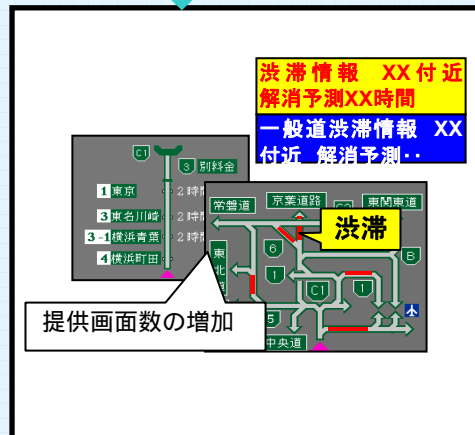 渋滞情報 XX付近
解消予測XX時間
一般道渋滞情報 XX
付近 解消予測‥
C1
3 別料金
1 東京 2時間
3 東名川崎 2時
3-1 横浜青葉 2時
4 横浜町田
常磐道 京葉道路 東関東道
渋滞
6
B
東
北
道
1
C1
1
5
中央道
提供画面数の増加